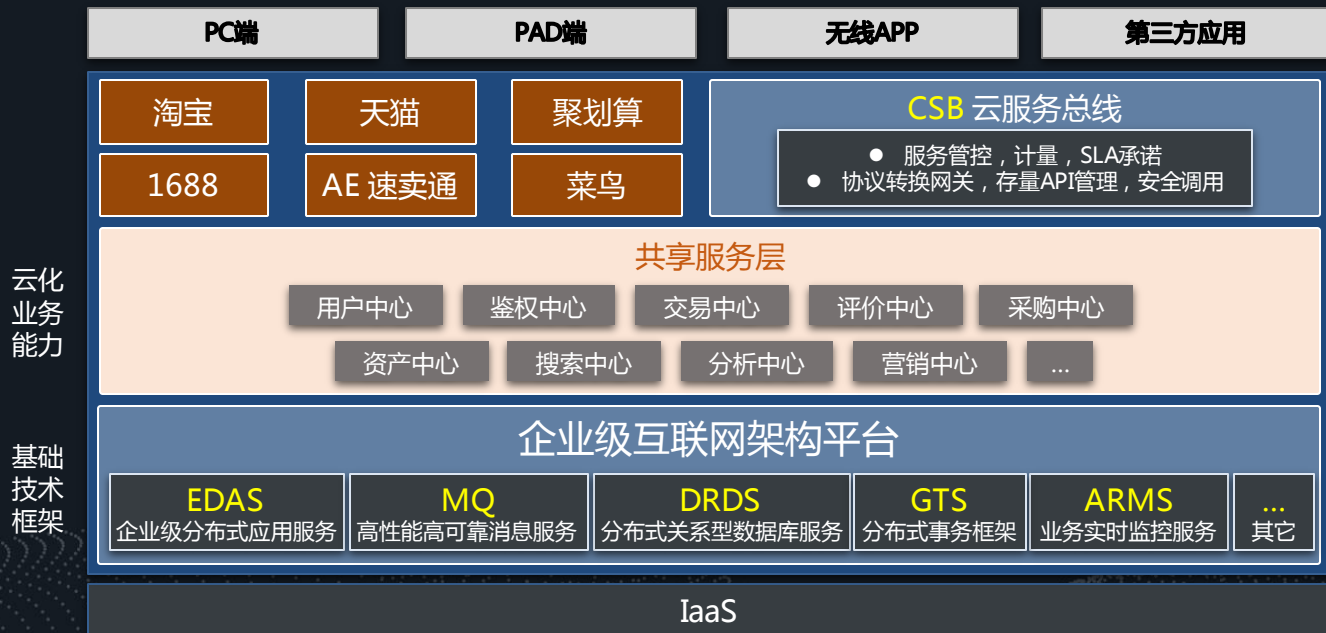 PC端
PAD端
无线APP
第三方应用
淘宝
天猫
聚划算
1688
AE 速卖通
菜鸟
CSB 云服务总线
● 服务管控，计量，SLA承诺
● 协议转换网关，存量API管理，安全调用
云化
业务
能力
共享服务层
用户中心
鉴权中心
交易中心
评价中心
采购中心
资产中心
搜索中心
分析中心
营销中心
...
基础
技术
框架
企业级互联网架构平台
EDAS
企业级分布式应用服务
MQ
高性能高可靠消息服务
DRDS
分布式关系型数据库服务
GTS
分布式事务框架
ARMS
业务实时监控服务
...
其它
IaaS